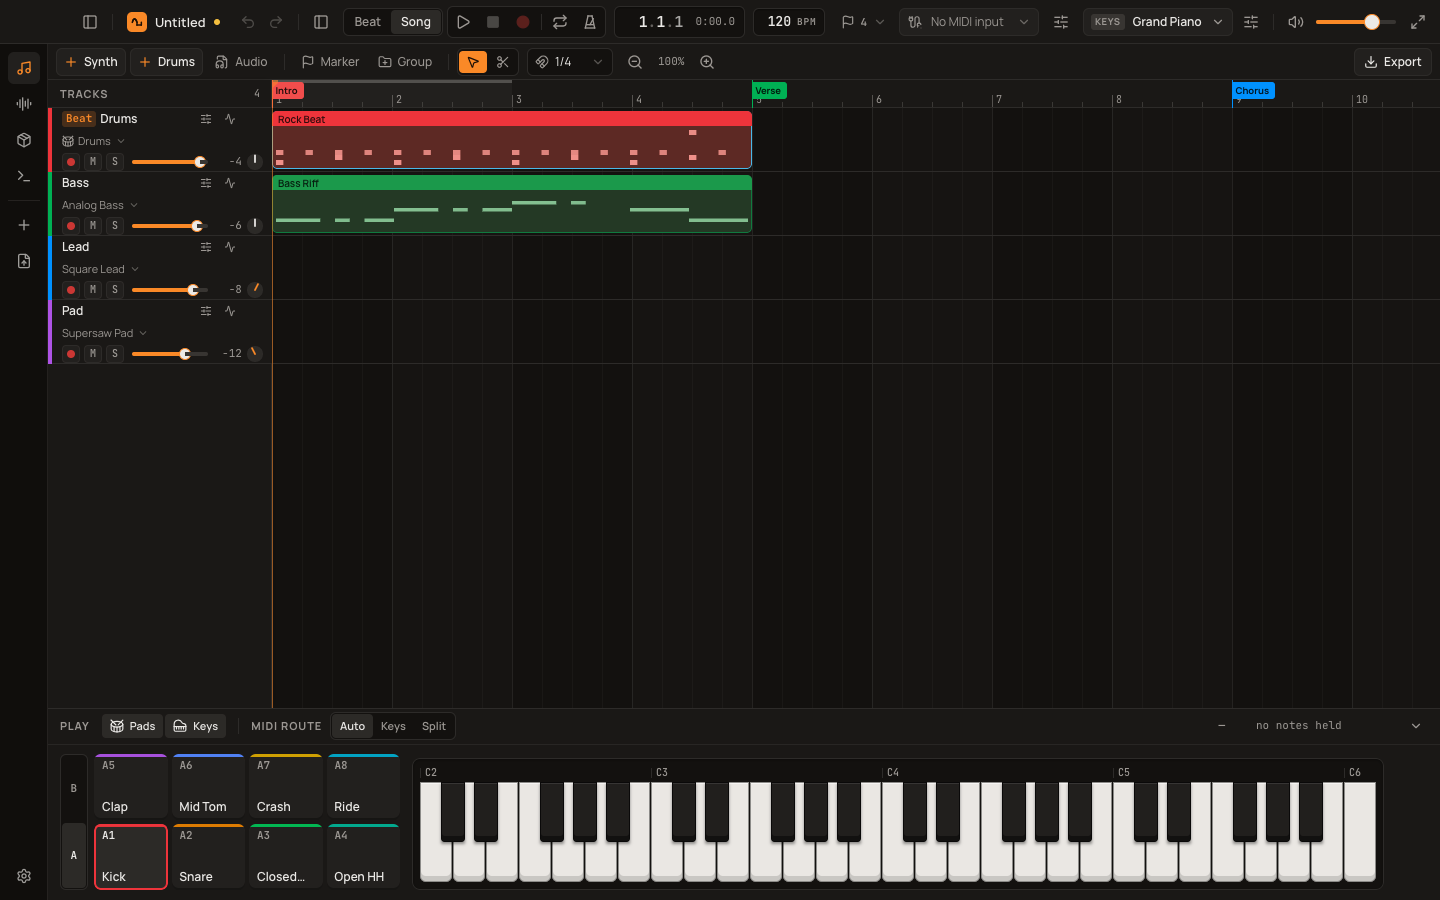 Untitled
Beat Song
1.1.1 0:00.0
120 BPM
4
No MIDI input
KEYS Grand Piano
Synth Drums Audio Marker Group
1/4
100%
Export
TRACKS 4
Intro Verse Chorus
1 2 3 4 5 6 7 8 9 10
Beat Drums
Drums
M S -4
Rock Beat
Bass
Analog Bass
M S -6
Bass Riff
Lead
Square Lead
M S -8
Pad
Supersaw Pad
M S -12
PLAY Pads Keys MIDI ROUTE Auto Keys Split
– no notes held
B
A5 A6 A7 A8
Clap Mid Tom Crash Ride
A
A1 A2 A3 A4
Kick Snare Closed... Open HH
C2 C3 C4 C5 C6